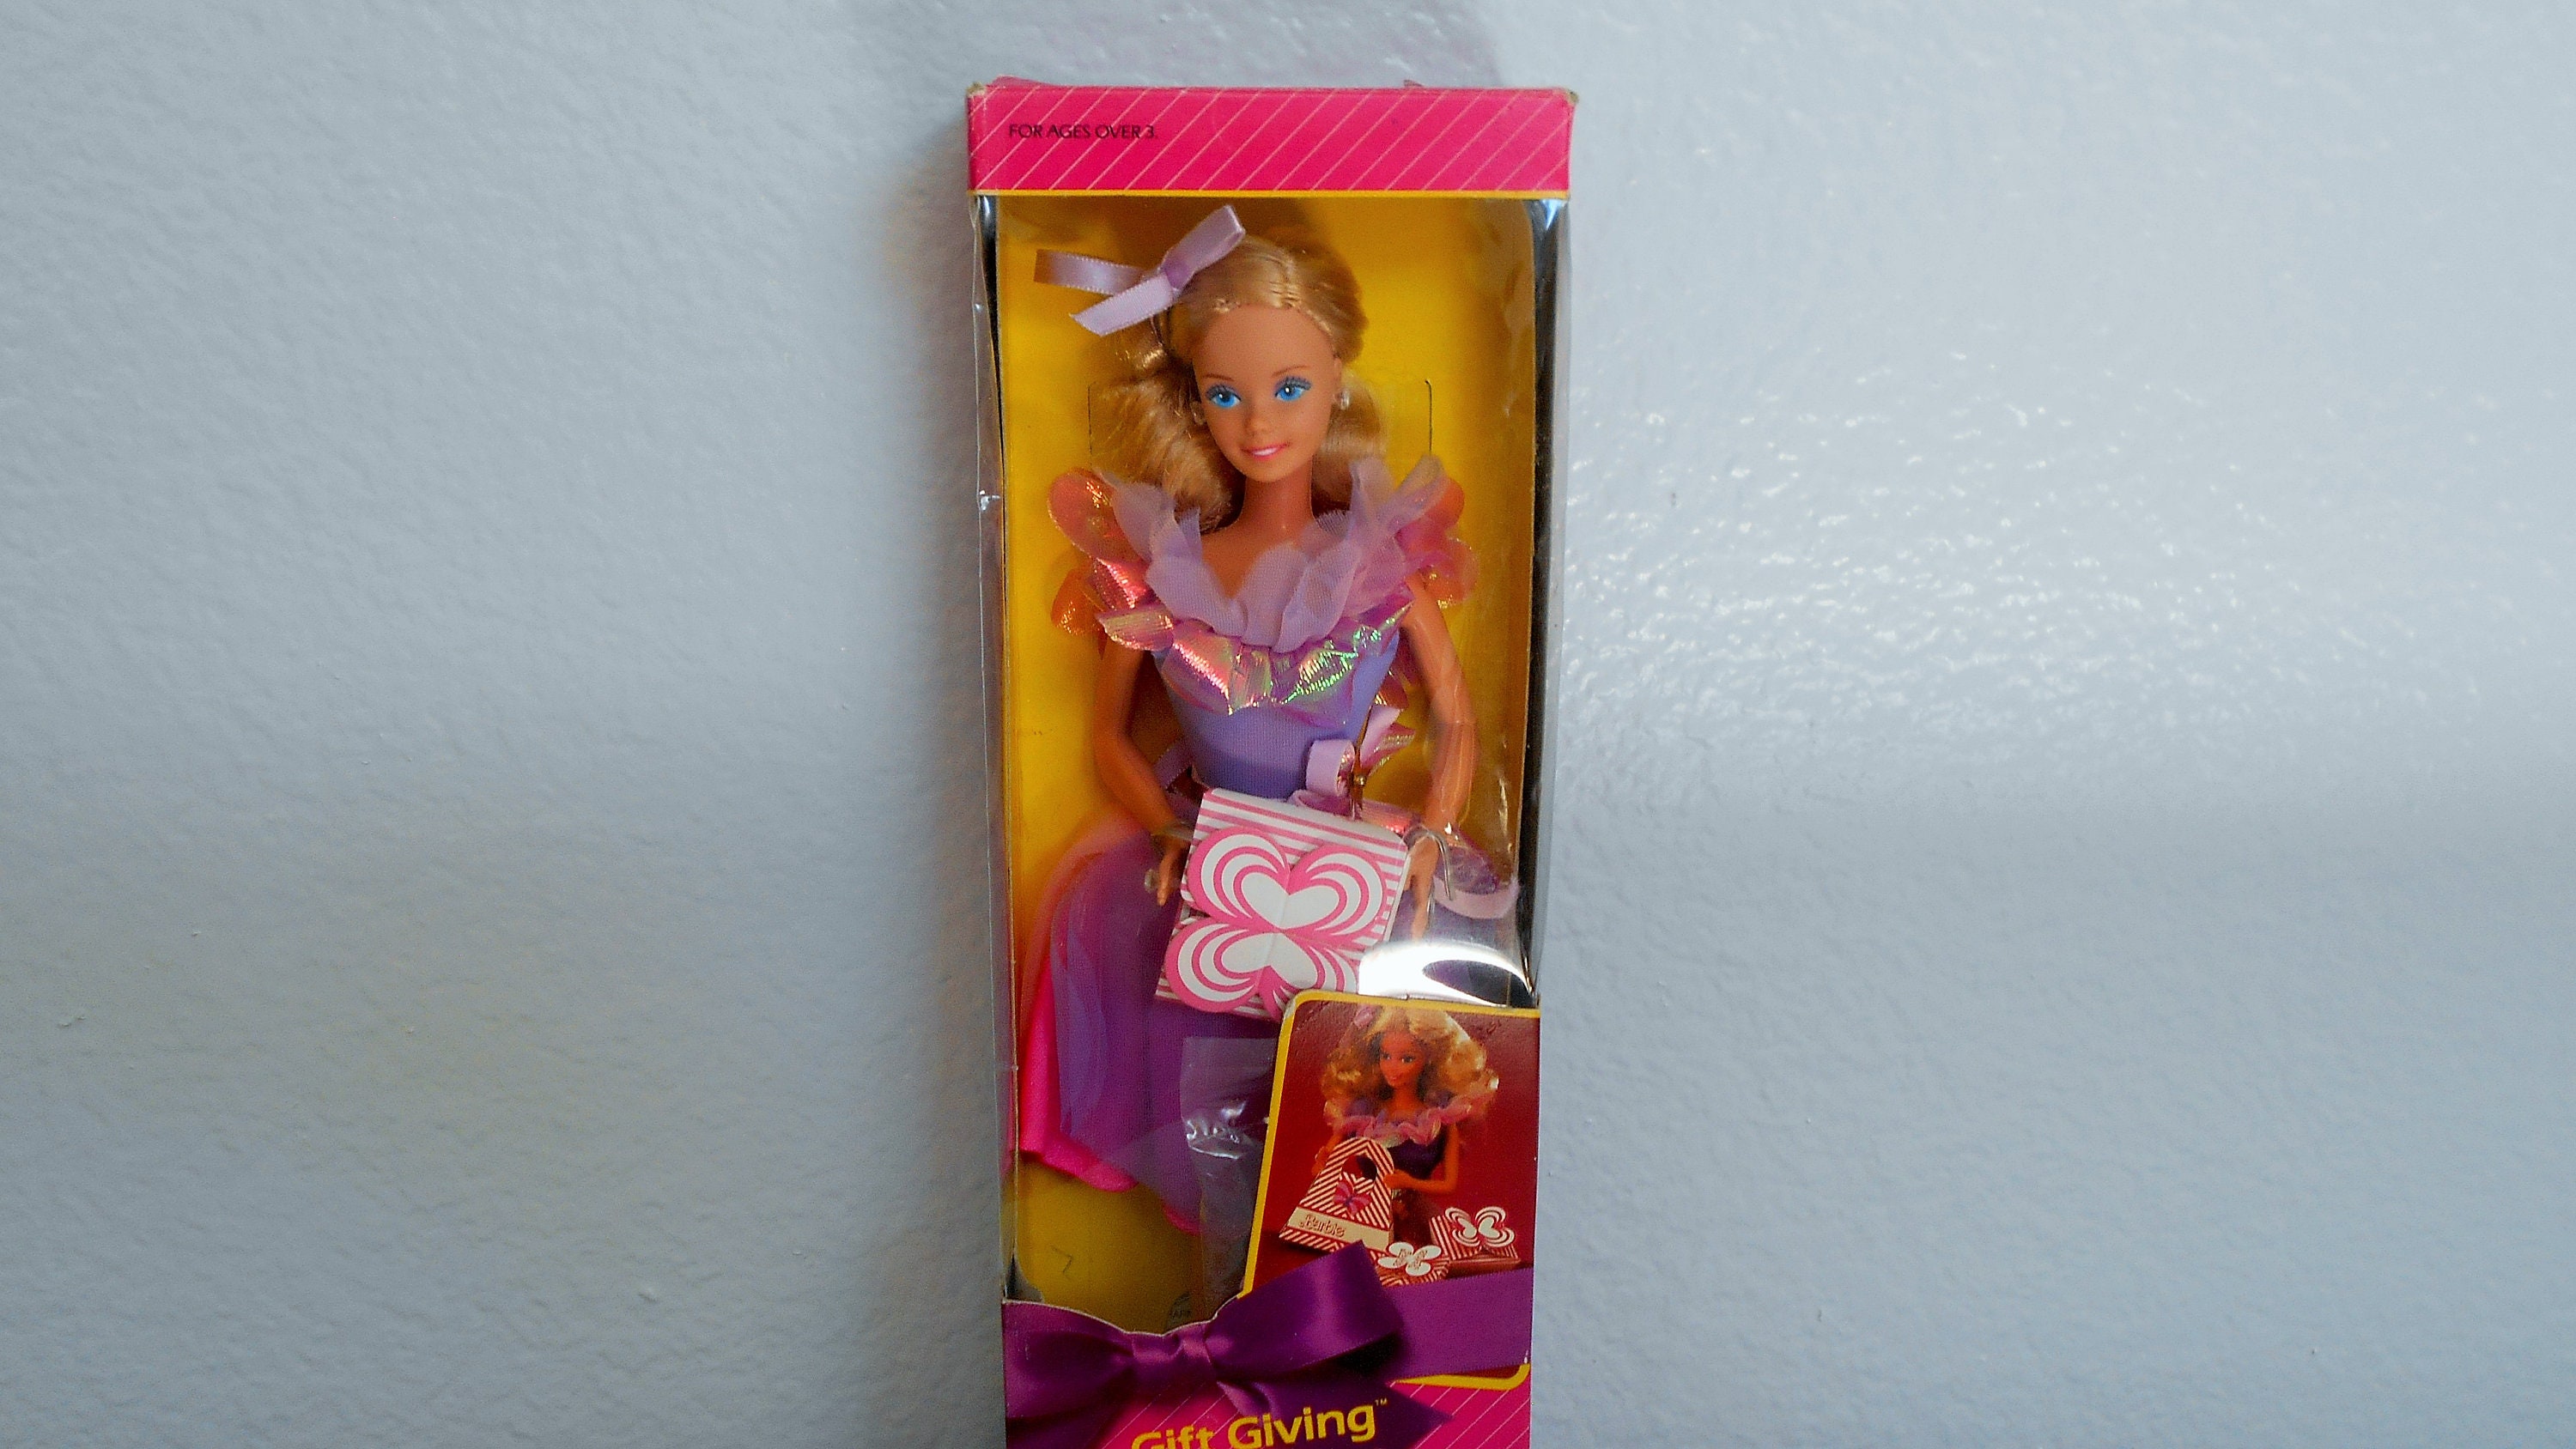 FOR AGES OVER 3.
Barbie
Gift Giving™